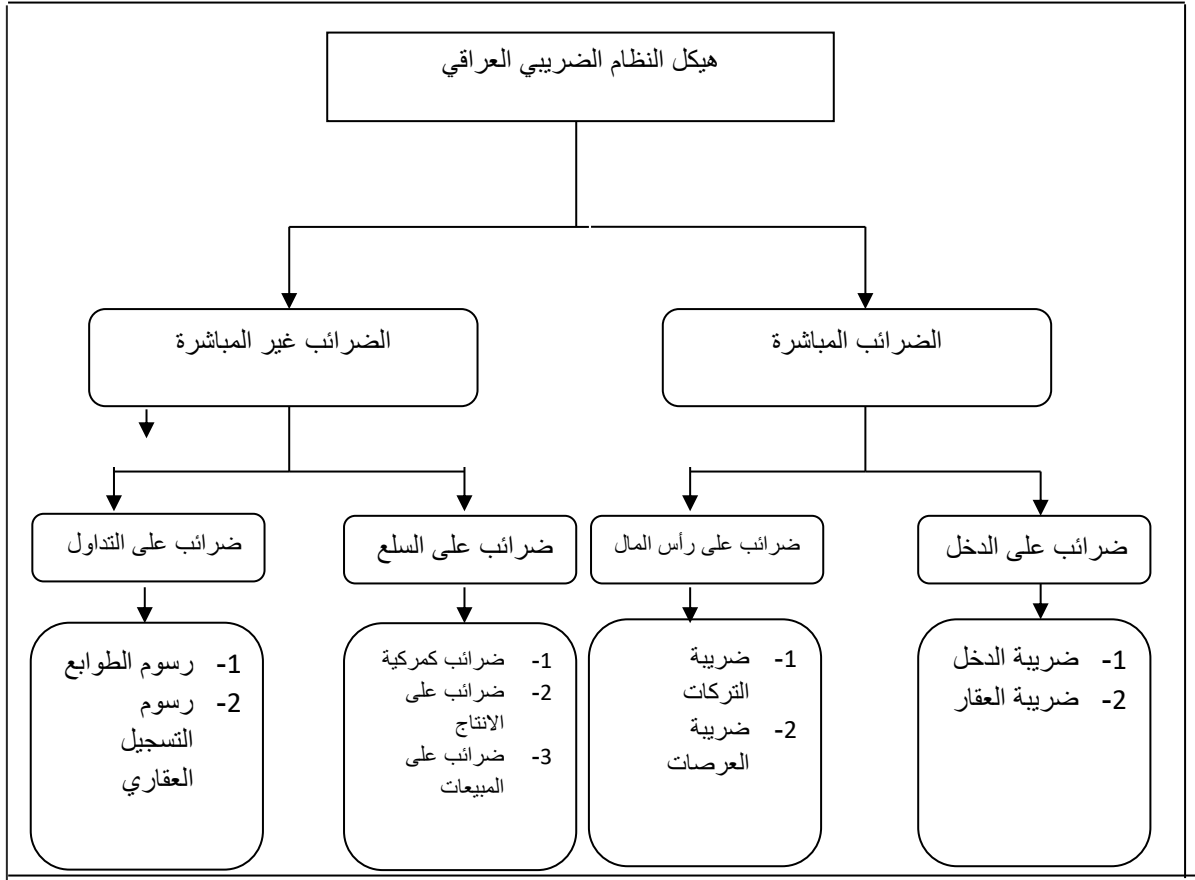 هيكل النظام الضريبي العراقي
الضرائب المباشرة
الضرائب غير المباشرة
ضرائب على الدخل
ضرائب على رأس المال
ضرائب على السلع
ضرائب على التداول
1- ضريبة الدخل
2- ضريبة العقار
1- ضريبة
التركات
2- ضريبة
العرصات
1- ضرائب كمركية
2- ضرائب على
الانتاج
3- ضرائب على
المبيعات
1- رسوم الطوابع
2- رسوم
التسجيل
العقاري